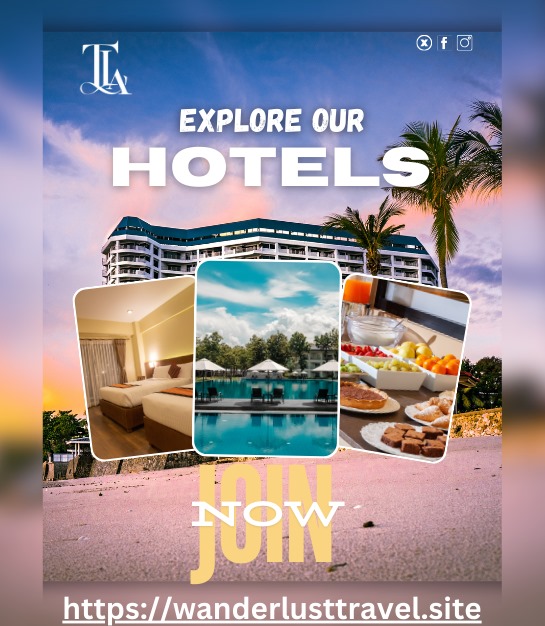 TLA
EXPLORE OUR
HOTELS
JOIN
NOW
https://wanderlusttravel.site